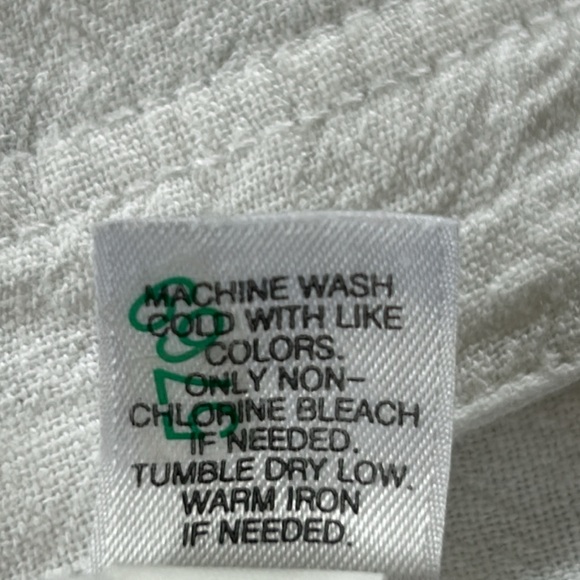 MACHINE WASH
COLD WITH LIKE
COLORS.
ONLY NON-
CHLORINE BLEACH
IF NEEDED.
TUMBLE DRY LOW.
WARM IRON
IF NEEDED.